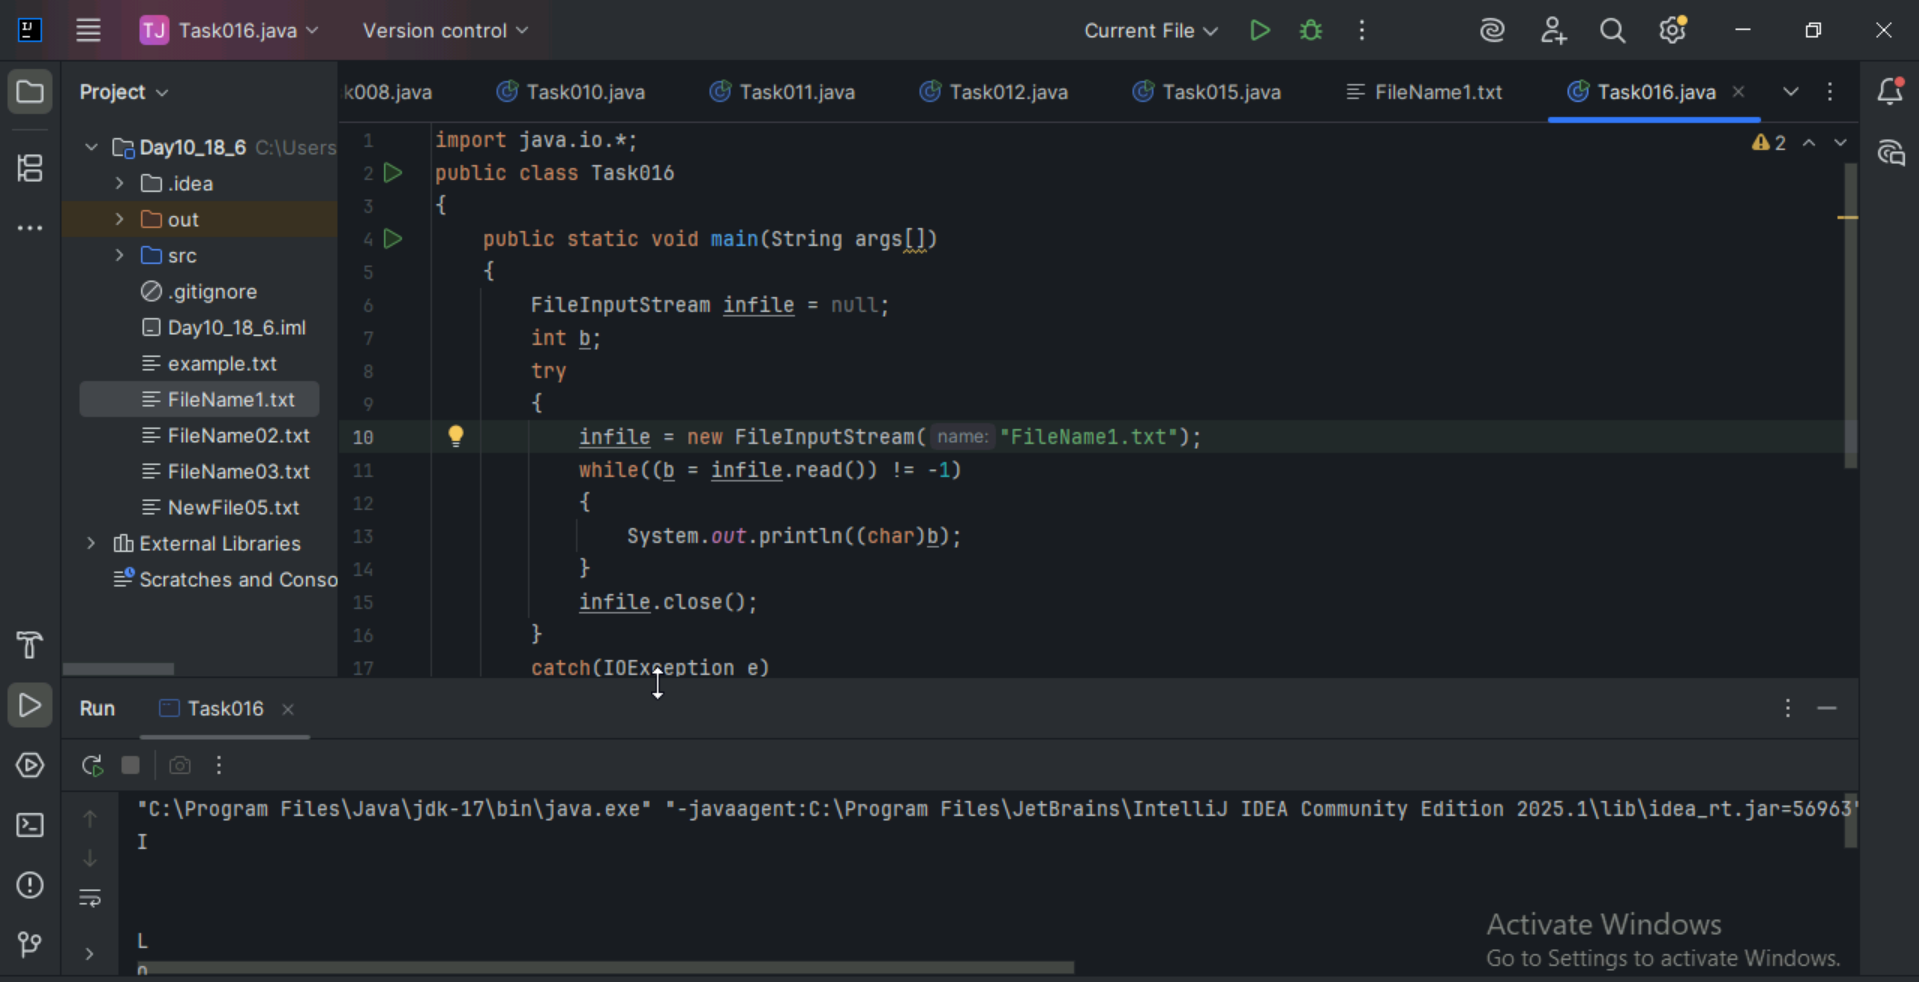 TJ Task016.java Version control Current File
Project
k008.java Task010.java Task011.java Task012.java Task015.java FileName1.txt Task016.java
Day10_18_6 C:\Users
.idea
out
src
.gitignore
Day10_18_6.iml
example.txt
FileName1.txt
FileName02.txt
FileName03.txt
NewFile05.txt
External Libraries
Scratches and Conso
2
1 import java.io.*;
2 public class Task016
3 {
4 public static void main(String args[])
5 {
6 FileInputStream infile = null;
7 int b;
8 try
9 {
10 infile = new FileInputStream( name: "FileName1.txt");
11 while((b = infile.read()) != -1)
12 {
13 System.out.println((char)b);
14 }
15 infile.close();
16 }
17 catch(IOException e)
Run Task016
"C:\Program Files\Java\jdk-17\bin\java.exe" "-javaagent:C:\Program Files\JetBrains\IntelliJ IDEA Community Edition 2025.1\lib\idea_rt.jar=56963"
I
L
Activate Windows
Go to Settings to activate Windows.